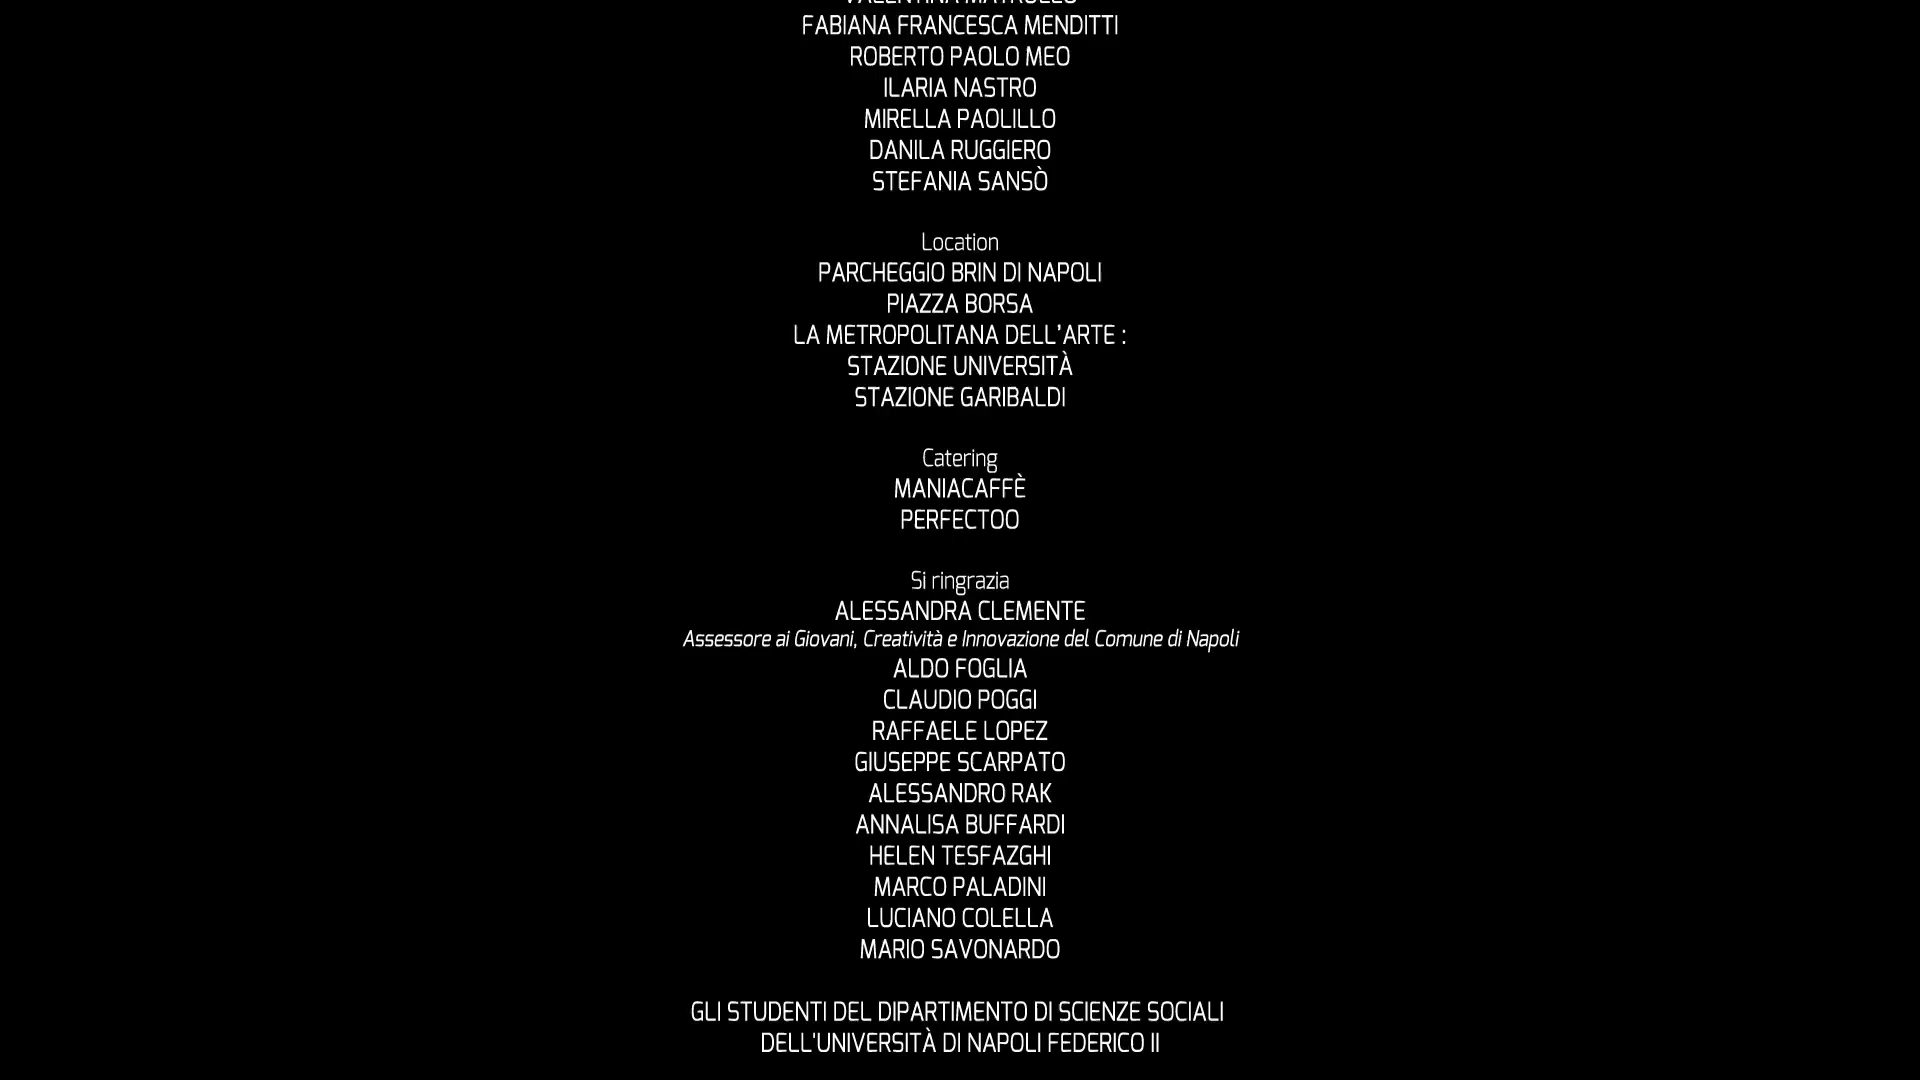 FABIANA FRANCESCA MENDITTI
ROBERTO PAOLO MEO
ILARIA NASTRO
MIRELLA PAOLILLO
DANILA RUGGIERO
STEFANIA SANSÒ
Location
PARCHEGGIO BRIN DI NAPOLI
PIAZZA BORSA
LA METROPOLITANA DELL'ARTE :
STAZIONE UNIVERSITÀ
STAZIONE GARIBALDI
Catering
MANIACAFFÈ
PERFECTOO
Si ringrazia
ALESSANDRA CLEMENTE
Assessore ai Giovani, Creatività e Innovazione del Comune di Napoli
ALDO FOGLIA
CLAUDIO POGGI
RAFFAELE LOPEZ
GIUSEPPE SCARPATO
ALESSANDRO RAK
ANNALISA BUFFARDI
HELEN TESFAZGHI
MARCO PALADINI
LUCIANO COLELLA
MARIO SAVONARDO
GLI STUDENTI DEL DIPARTIMENTO DI SCIENZE SOCIALI
DELL'UNIVERSITÀ DI NAPOLI FEDERICO II